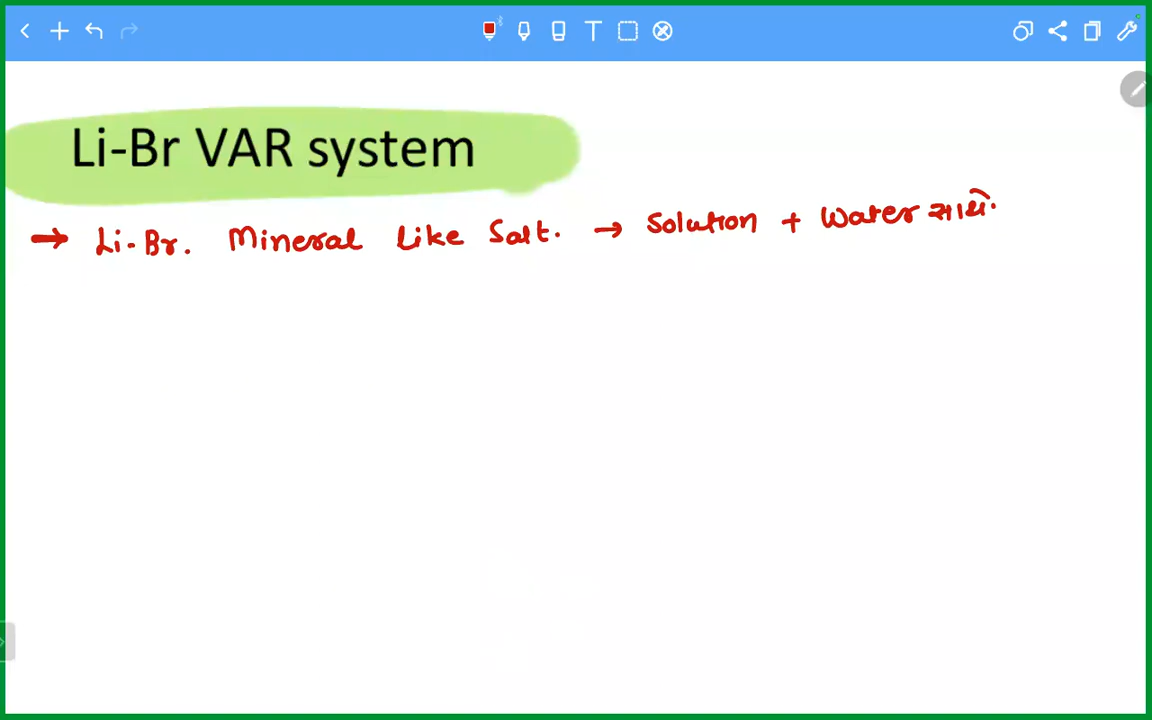 Li-Br VAR system
→ Li-Br. Mineral Like Salt. → Solution + Water સાથે.